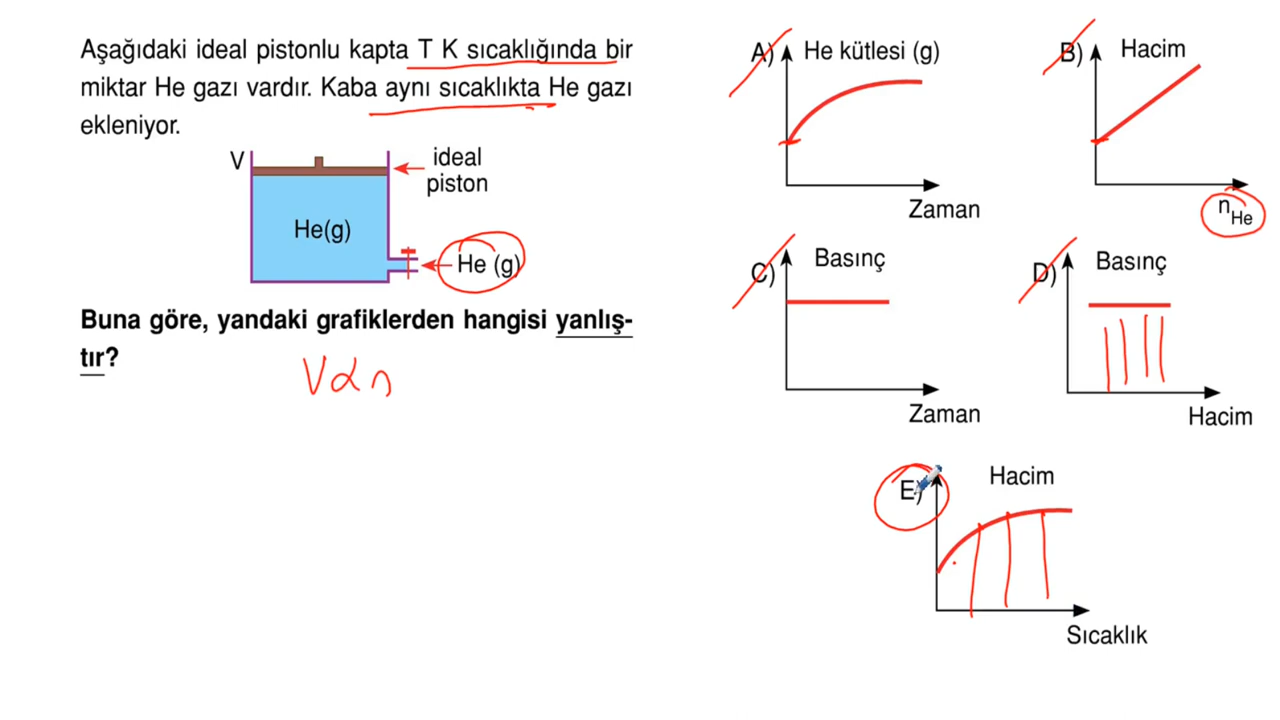 Aşağıdaki ideal pistonlu kapta T K sıcaklığında bir
miktar He gazı vardır. Kaba aynı sıcaklıkta He gazı
ekleniyor.
V
ideal
piston
He(g)
He (g)
Buna göre, yandaki grafiklerden hangisi yanlış-
tır?
V α n
A) He kütlesi (g)
Zaman
B) Hacim
nHe
C) Basınç
Zaman
D) Basınç
Hacim
E) Hacim
Sıcaklık